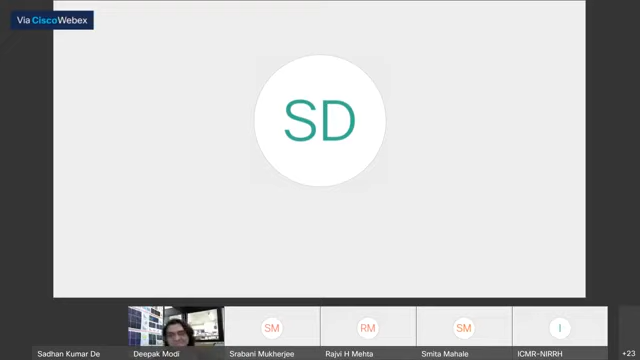 Via CiscoWebex
SD
SM
RM
SM
I
Sadhan Kumar De
Deepak Modi
Srabani Mukherjee
Rajvi H Mehta
Smita Mahale
ICMR-NIRRH
+23